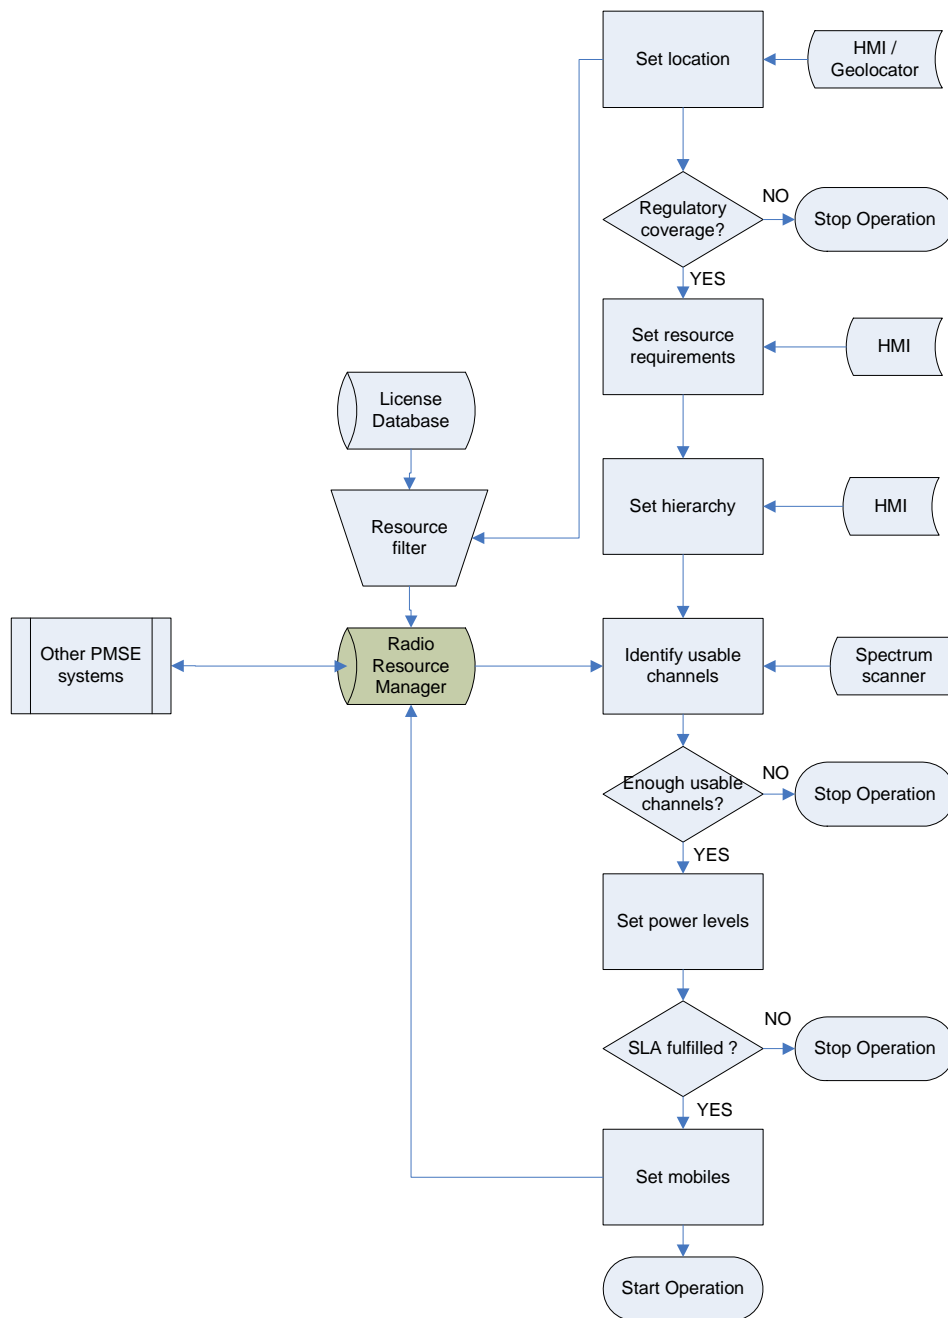 Set location
HMI /
Geolocator
Regulatory
coverage?
NO
Stop Operation
YES
Set resource
requirements
HMI
License
Database
Set hierarchy
HMI
Resource
filter
Other PMSE
systems
Radio
Resource
Manager
Identify usable
channels
Spectrum
scanner
Enough usable
channels?
NO
Stop Operation
YES
Set power levels
SLA fulfilled ?
NO
Stop Operation
YES
Set mobiles
Start Operation